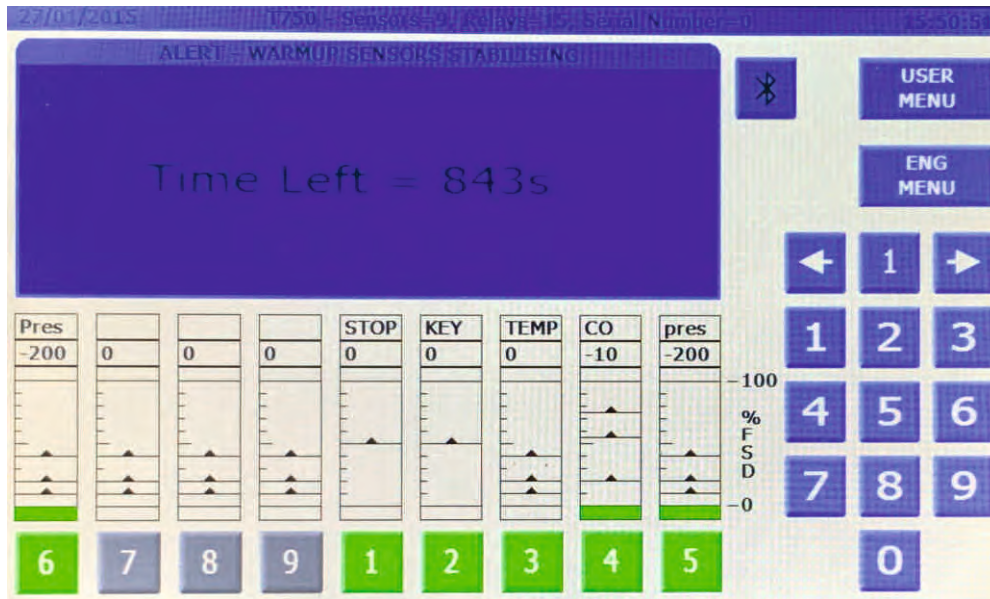 27/01/2015 T750 - Sensors=9, Relays=15, Serial Number=0
ALERT - WARMUP SENSORS STABILISING
Time Left = 843s
USER
MENU
ENG
MENU
1
1 2 3
4 5 6
7 8 9
0
Pres STOP KEY TEMP CO pres
-200 0 0 0 0 0 0 -10 -200
-100
%
F
S
D
-0
6 7 8 9 1 2 3 4 5